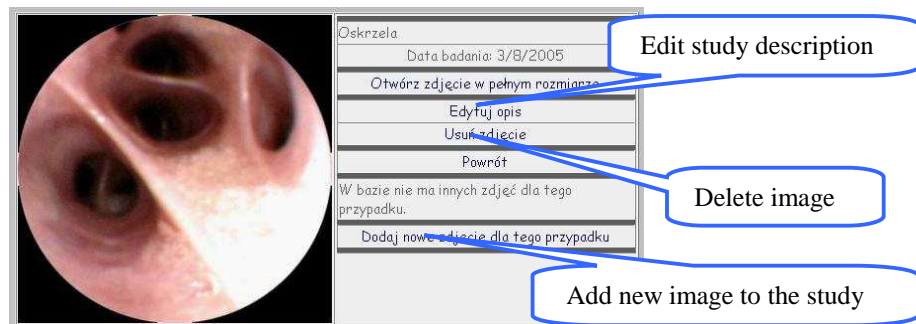 Oskrzela
Data badania: 3/8/2005
Otwórz zdjęcie w pełnym rozmiarze
Edytuj opis
Usuń zdjęcie
Powrót
W bazie nie ma innych zdjęć dla tego
przypadku.
Dodaj nowe zdjęcie dla tego przypadku
Edit study description
Delete image
Add new image to the study